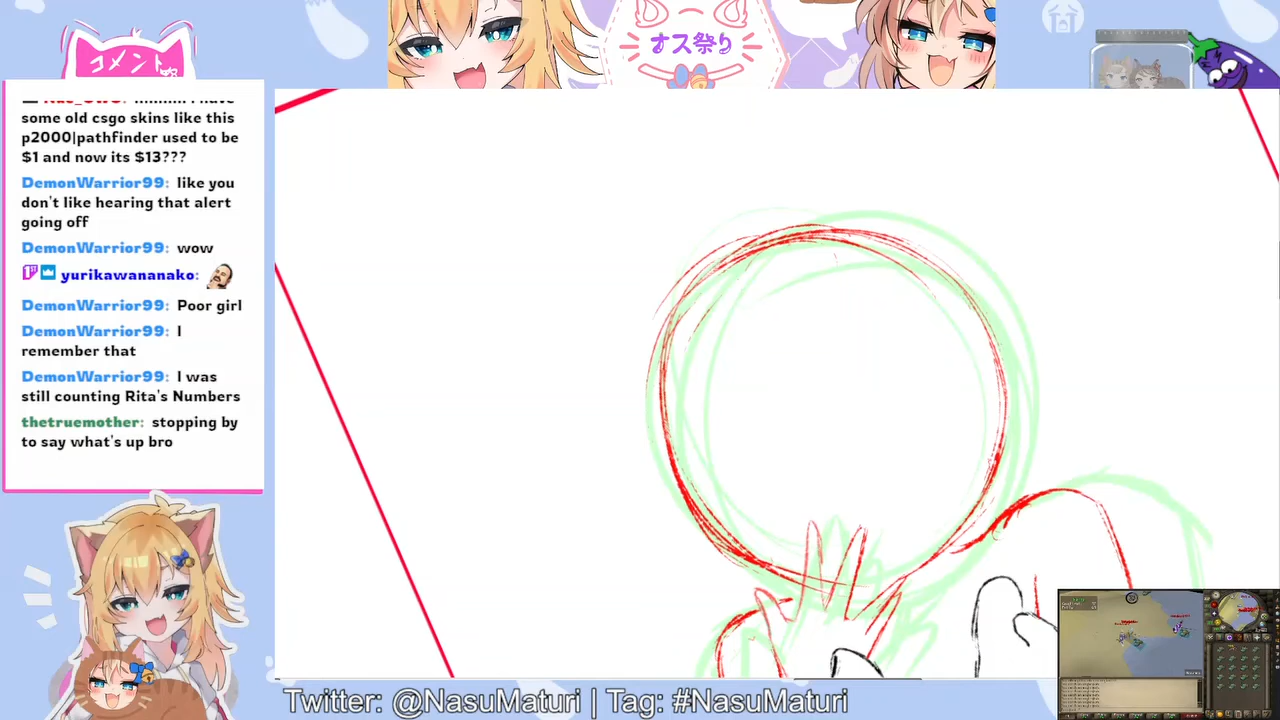 コメント
ナス祭り
some old csgo skins like this
p2000|pathfinder used to be
$1 and now its $13???
DemonWarrior99: like you
don't like hearing that alert
going off
DemonWarrior99: wow
yurikawananako:
DemonWarrior99: Poor girl
DemonWarrior99: I
remember that
DemonWarrior99: I was
still counting Rita's Numbers
thetruemother: stopping by
to say what's up bro
Twitter: @NasuMaturi | Tag: #NasuMaturi